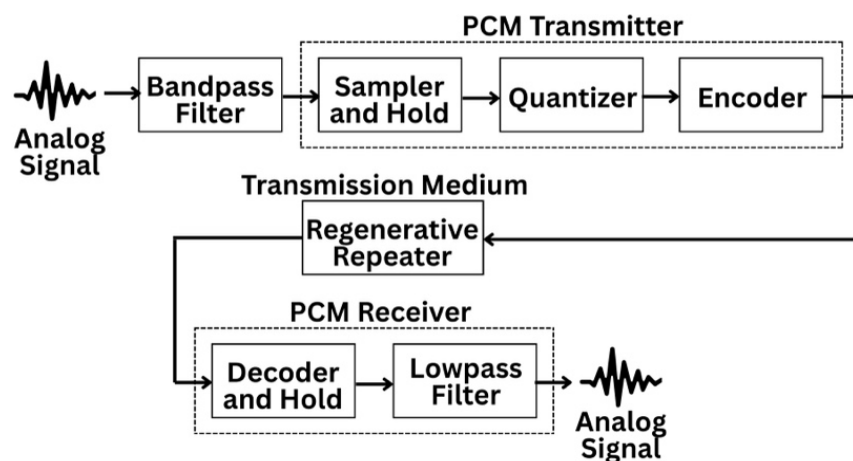 PCM Transmitter
Analog
Signal
Bandpass
Filter
Sampler
and Hold
Quantizer
Encoder
Transmission Medium
Regenerative
Repeater
PCM Receiver
Decoder
and Hold
Lowpass
Filter
Analog
Signal